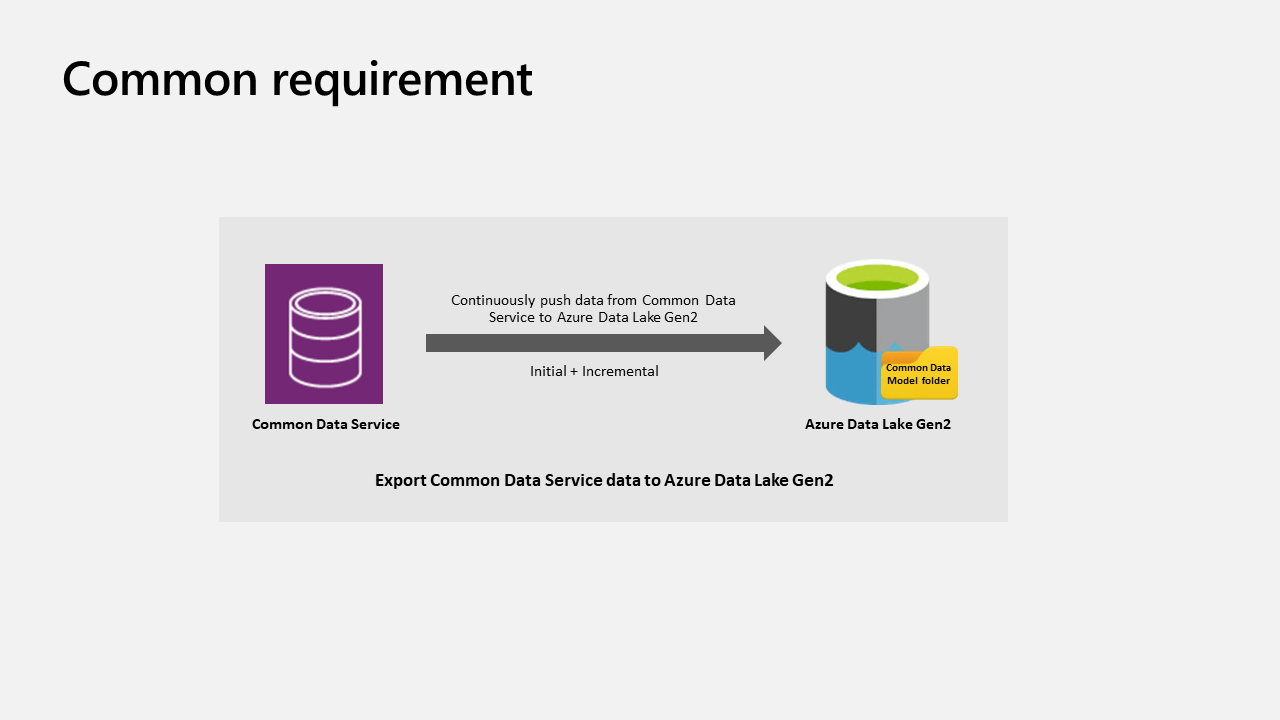 Common requirement
Continuously push data from Common Data
Service to Azure Data Lake Gen2
Initial + Incremental
Common Data
Model folder
Common Data Service
Azure Data Lake Gen2
Export Common Data Service data to Azure Data Lake Gen2